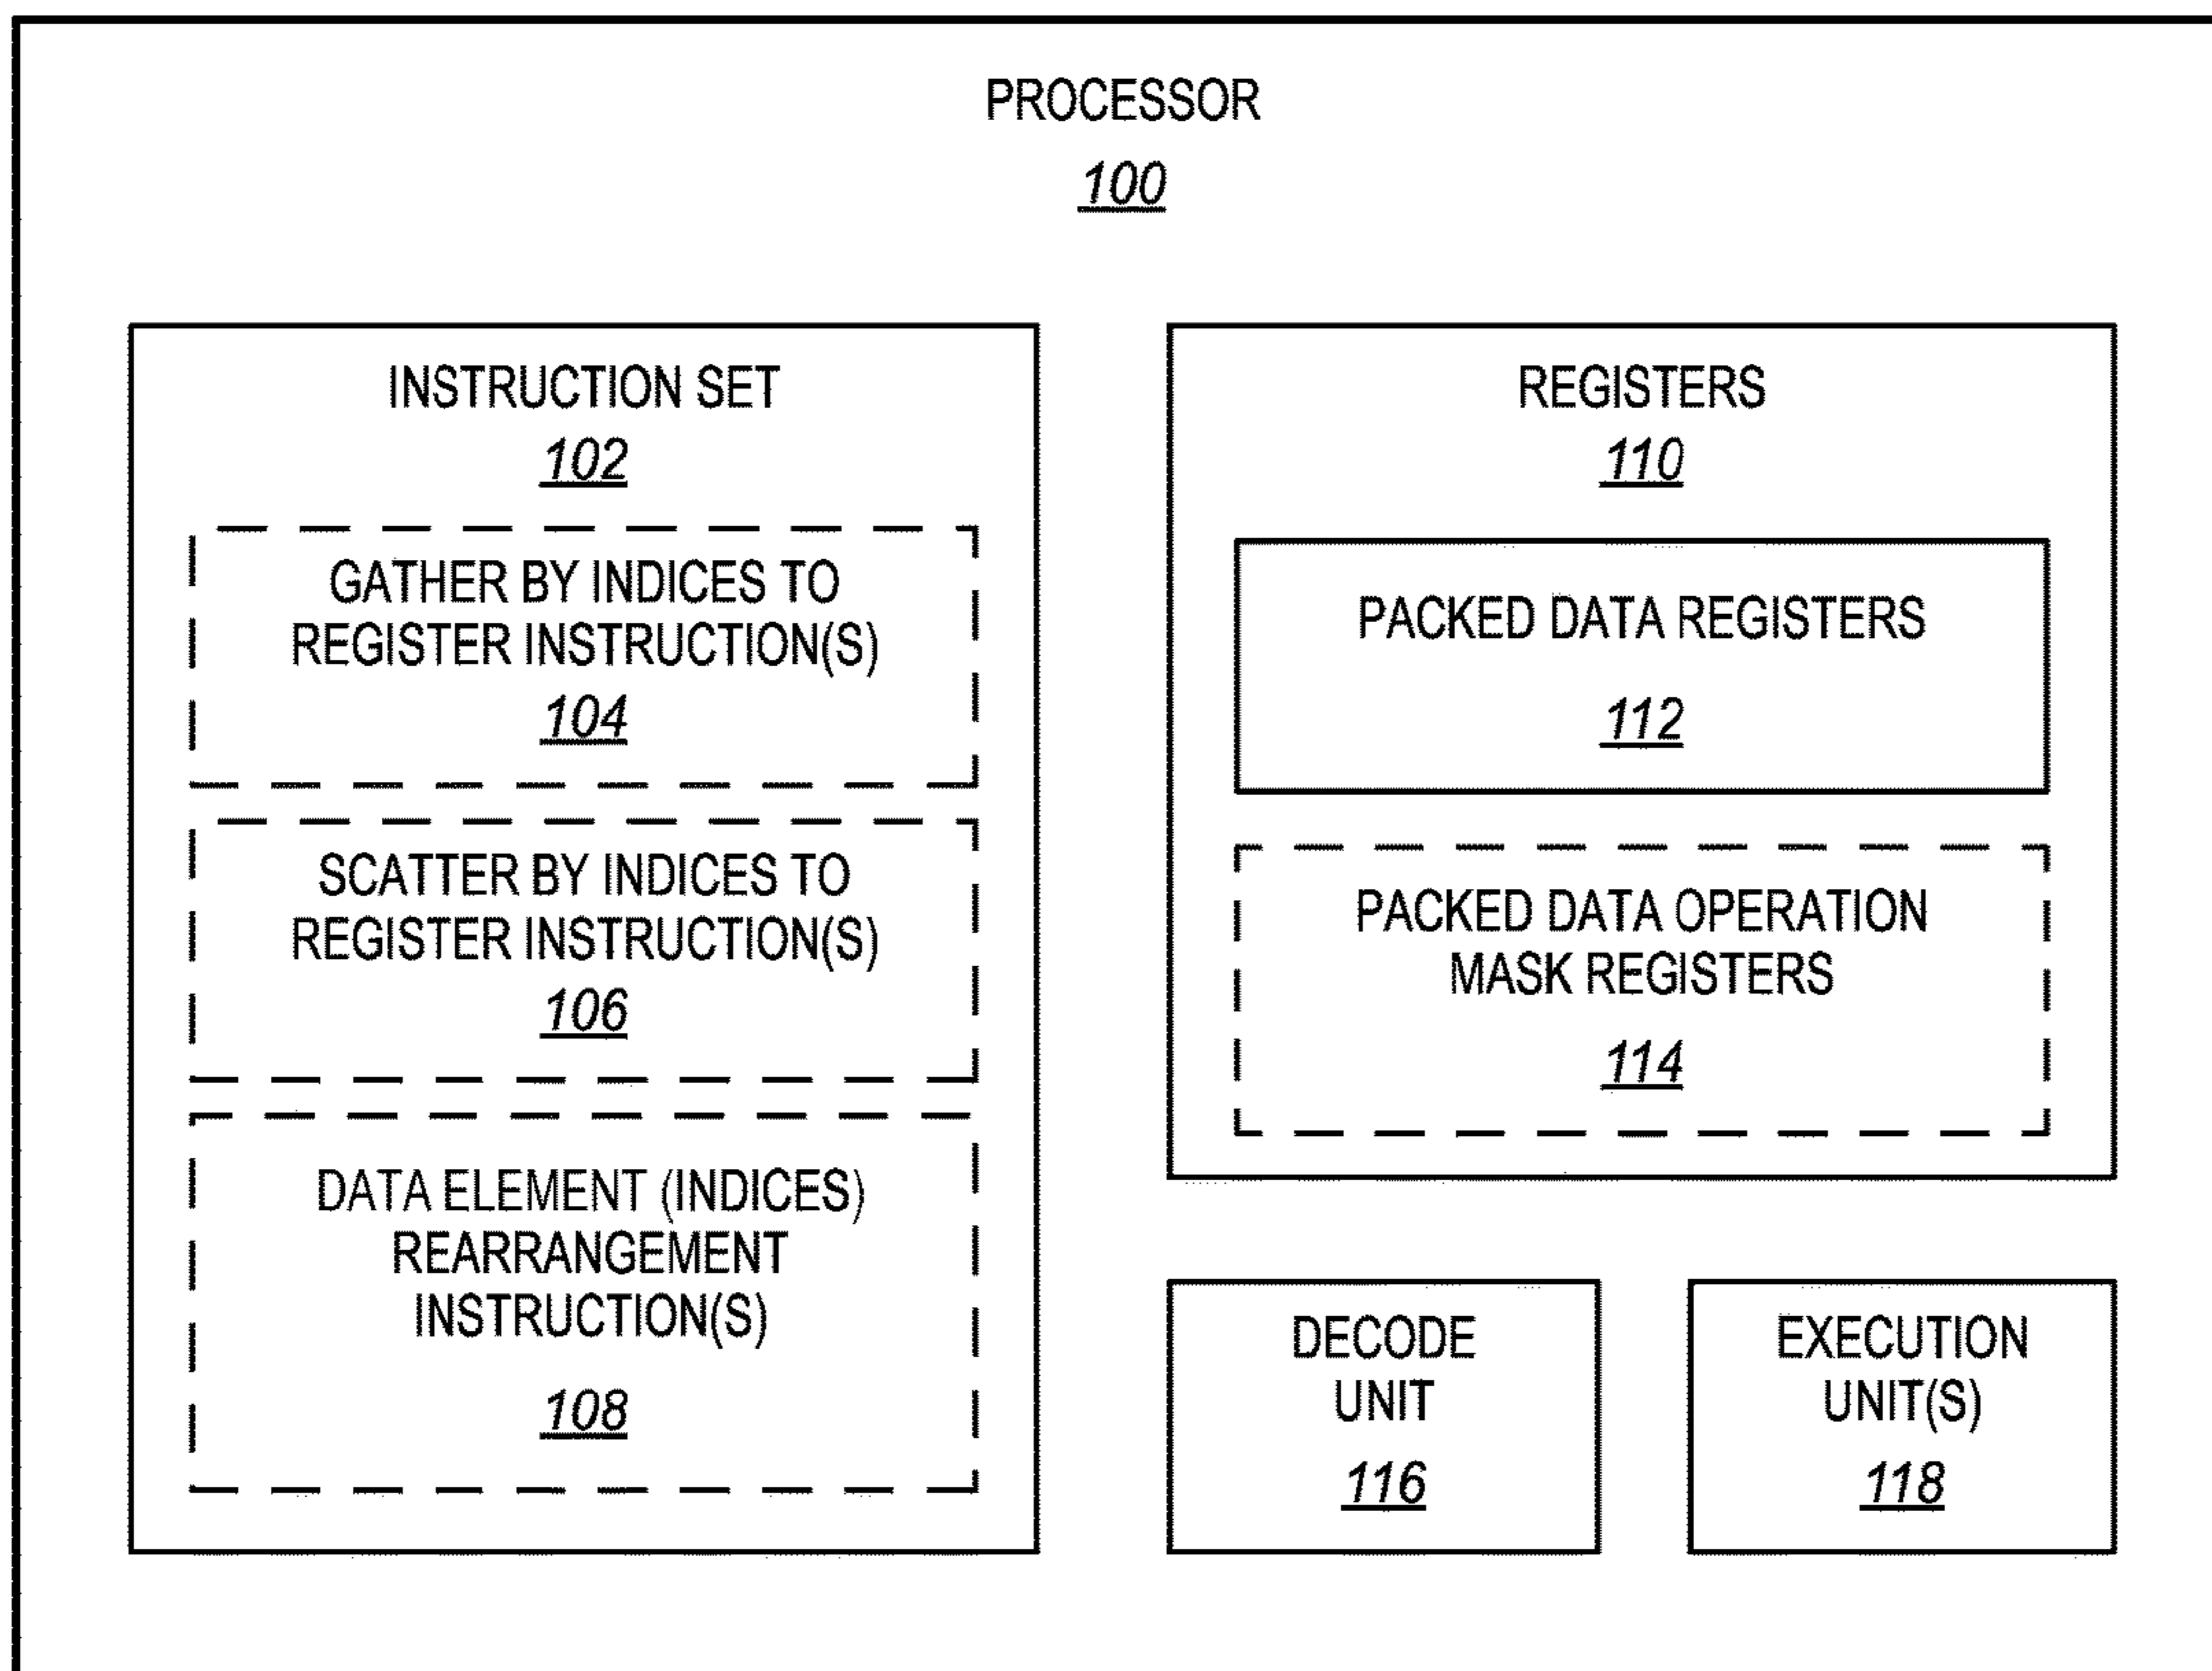 PROCESSOR
100
INSTRUCTION SET
102
GATHER BY INDICES TO
REGISTER INSTRUCTION(S)
104
SCATTER BY INDICES TO
REGISTER INSTRUCTION(S)
106
DATA ELEMENT (INDICES)
REARRANGEMENT
INSTRUCTION(S)
108
REGISTERS
110
PACKED DATA REGISTERS
112
PACKED DATA OPERATION
MASK REGISTERS
114
DECODE
UNIT
116
EXECUTION
UNIT(S)
118